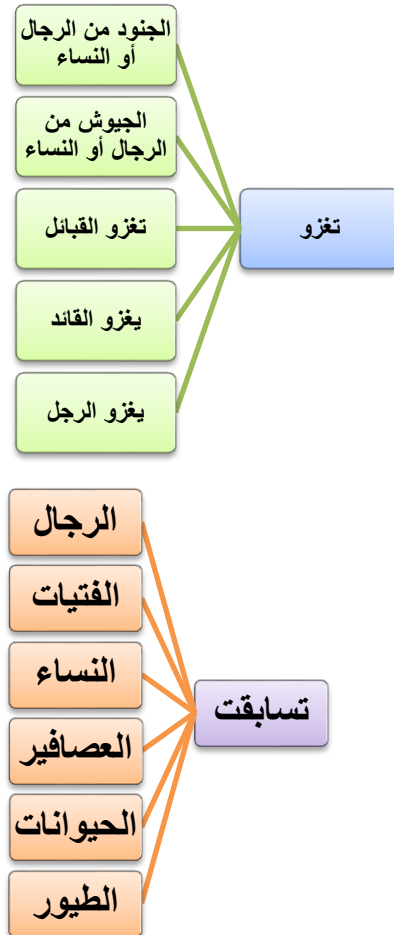 تغزو
الجنود من الرجال
أو النساء
الجيوش من
الرجال أو النساء
تغزو القبائل
يغزو القائد
يغزو الرجل
تسابقت
الرجال
الفتيات
النساء
العصافير
الحيوانات
الطيور